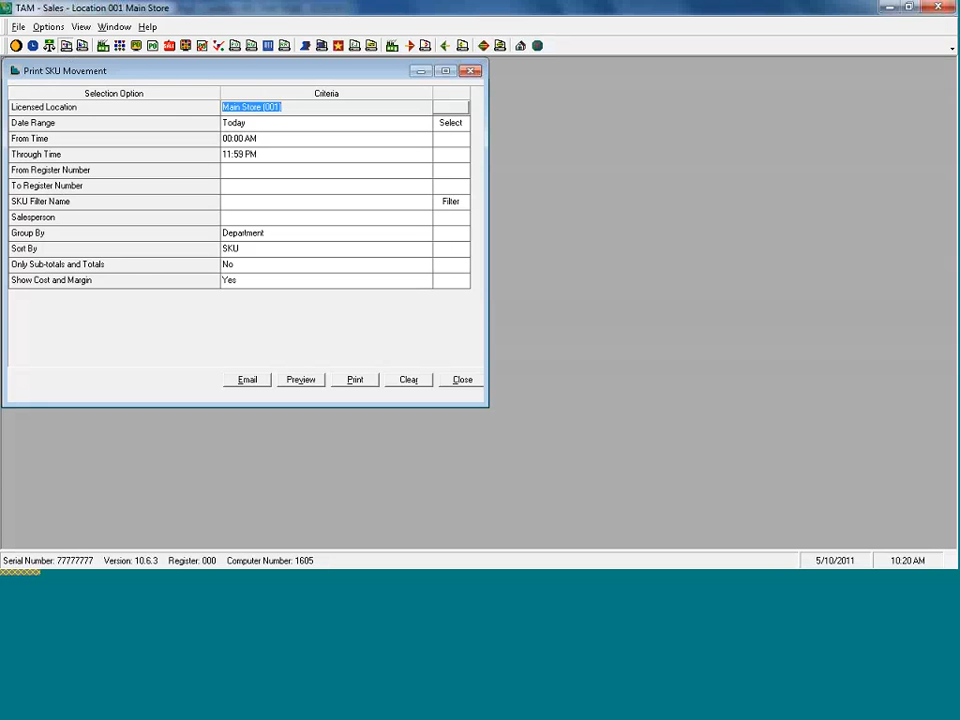 TAM - Sales - Location 001 Main Store
File Options View Window Help
Print SKU Movement
Selection Option Criteria
Licensed Location Main Store (001)
Date Range Today Select
From Time 00:00 AM
Through Time 11:59 PM
From Register Number
To Register Number
SKU Filter Name Filter
Salesperson
Group By Department
Sort By SKU
Only Sub-totals and Totals No
Show Cost and Margin Yes
Email Preview Print Clear Close
Serial Number: 77777777 Version: 10.6.3 Register: 000 Computer Number: 1605 5/10/2011 10:20 AM